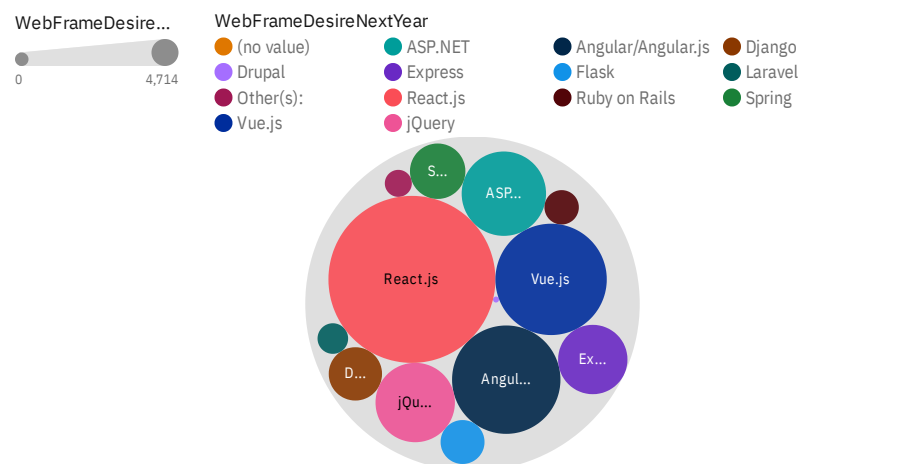 WebFrameDesire...
0
4,714
WebFrameDesireNextYear
(no value)
ASP.NET
Angular/Angular.js
Django
Drupal
Express
Flask
Laravel
Other(s):
React.js
Ruby on Rails
Spring
Vue.js
jQuery
S...
ASP...
React.js
Vue.js
Ex...
D...
Angul...
jQu...